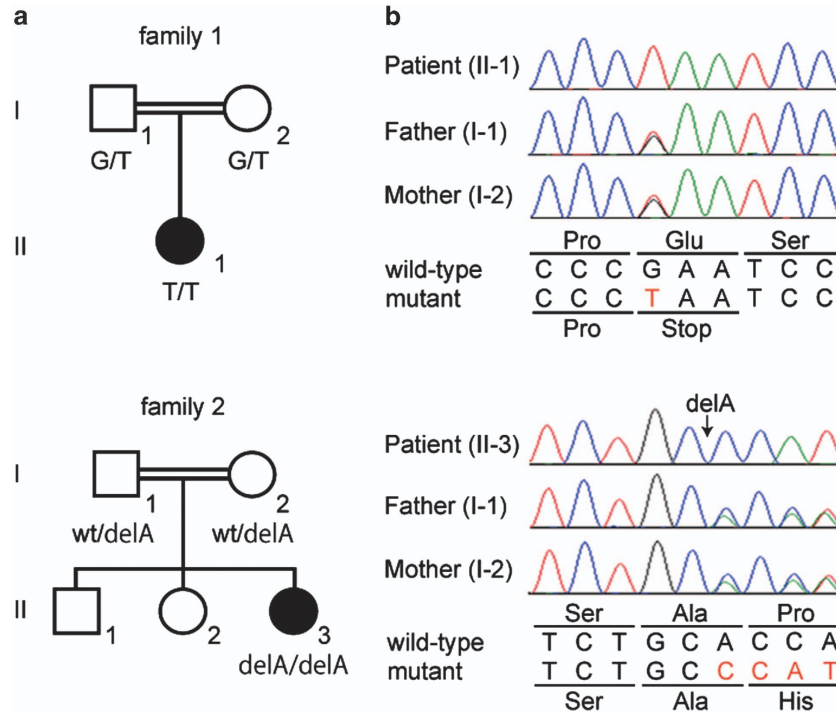 a
family 1
I
1
2
G/T
G/T
II
1
T/T
family 2
I
1
2
wt/delA
wt/delA
II
1
2
3
delA/delA
b
Patient (II-1)
Father (I-1)
Mother (I-2)
Pro Glu Ser
wild-type C C C G A A T C C
mutant C C C T A A T C C
Pro Stop
delA
Patient (II-3)
Father (I-1)
Mother (I-2)
Ser Ala Pro
wild-type T C T G C A C C A
mutant T C T G C C C A T
Ser Ala His